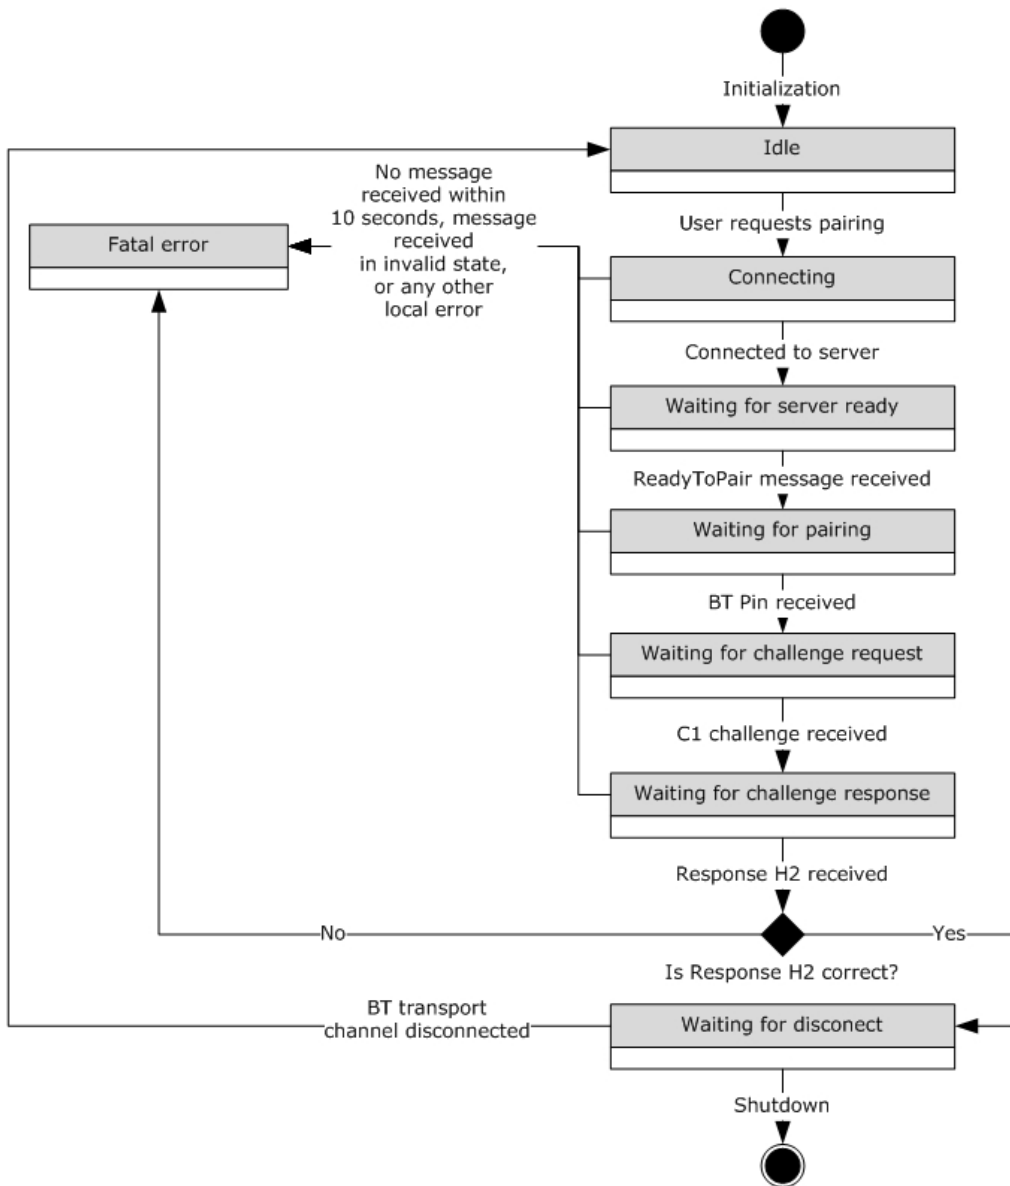 Initialization
Idle
No message
received within
10 seconds, message
received
in invalid state,
or any other
local error
User requests pairing
Fatal error
Connecting
Connected to server
Waiting for server ready
ReadyToPair message received
Waiting for pairing
BT Pin received
Waiting for challenge request
C1 challenge received
Waiting for challenge response
Response H2 received
No
Yes
Is Response H2 correct?
BT transport
channel disconnected
Waiting for disconect
Shutdown